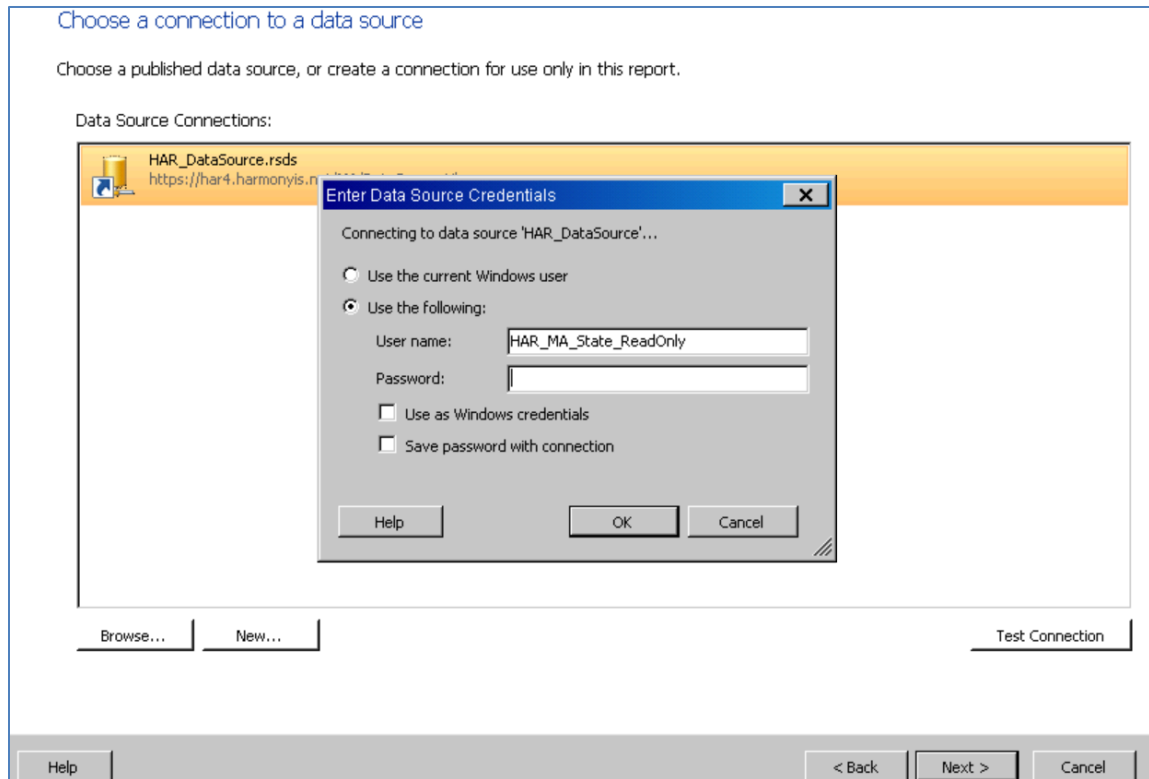 Choose a connection to a data source
Choose a published data source, or create a connection for use only in this report.
Data Source Connections:
HAR_DataSource.rsds
https://har4.harmonyis.n
Enter Data Source Credentials
Connecting to data source 'HAR_DataSource'...
Use the current Windows user
Use the following:
User name: HAR_MA_State_ReadOnly
Password:
Use as Windows credentials
Save password with connection
Help OK Cancel
Browse... New... Test Connection
Help < Back Next > Cancel